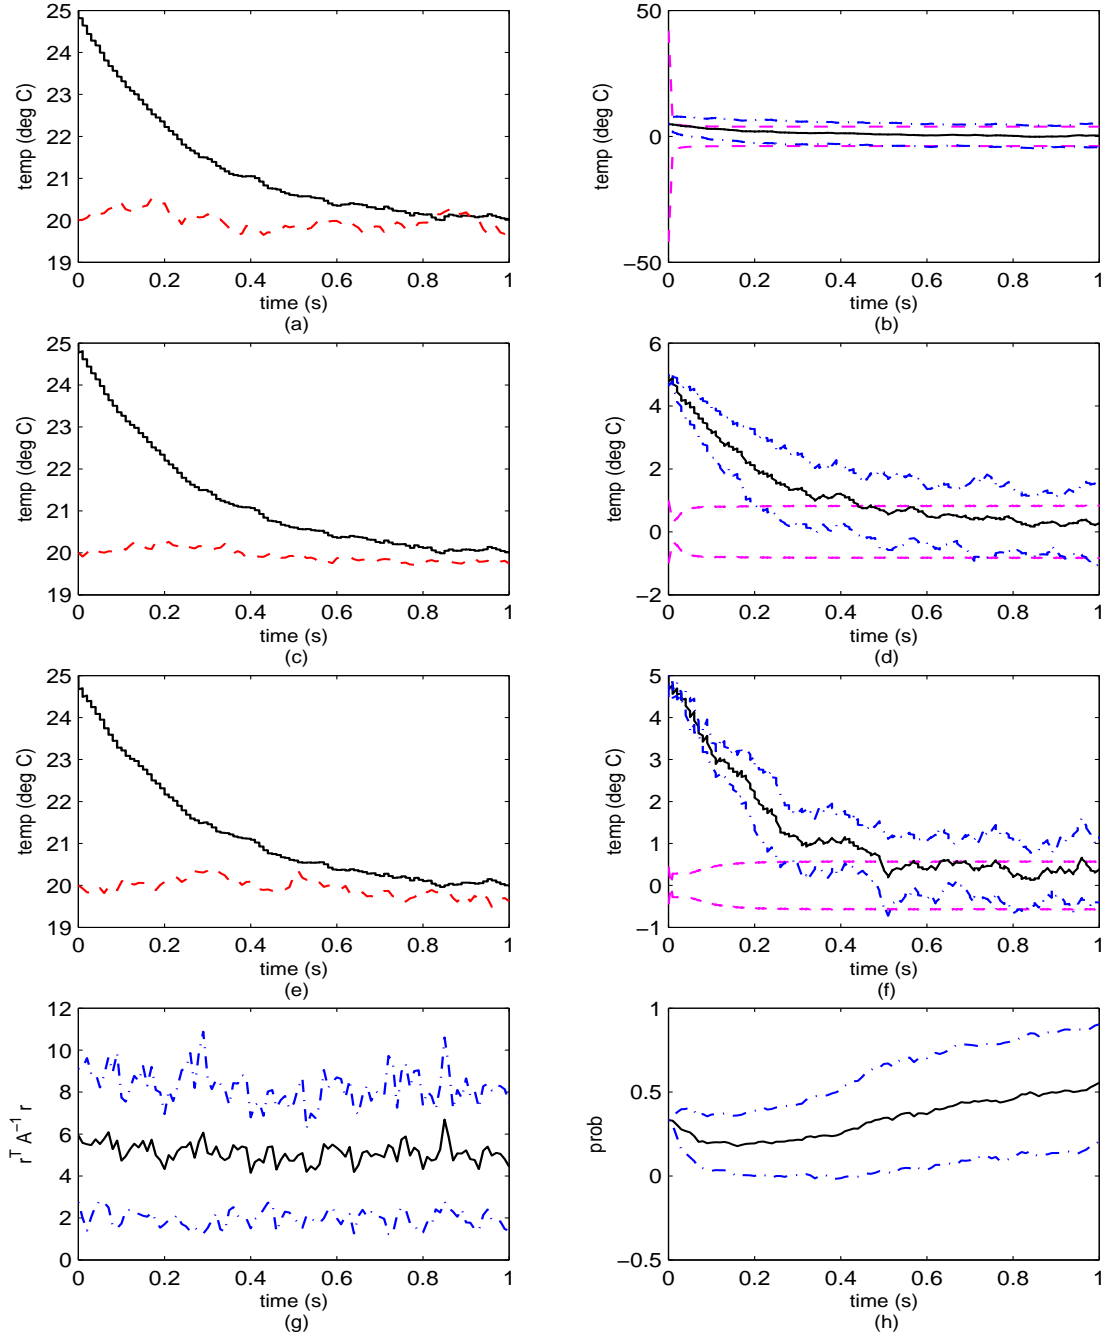 25
24
23
22
21
20
19
temp (deg C)
0 0.2 0.4 0.6 0.8 1
time (s)
(a)
50
0
−50
temp (deg C)
0 0.2 0.4 0.6 0.8 1
time (s)
(b)
25
24
23
22
21
20
19
temp (deg C)
0 0.2 0.4 0.6 0.8 1
time (s)
(c)
6
4
2
0
−2
temp (deg C)
0 0.2 0.4 0.6 0.8 1
time (s)
(d)
25
24
23
22
21
20
19
temp (deg C)
0 0.2 0.4 0.6 0.8 1
time (s)
(e)
5
4
3
2
1
0
−1
temp (deg C)
0 0.2 0.4 0.6 0.8 1
time (s)
(f)
12
10
8
6
4
2
0
r^T A^−1 r
0 0.2 0.4 0.6 0.8 1
time (s)
(g)
1
0.5
0
−0.5
prob
0 0.2 0.4 0.6 0.8 1
time (s)
(h)